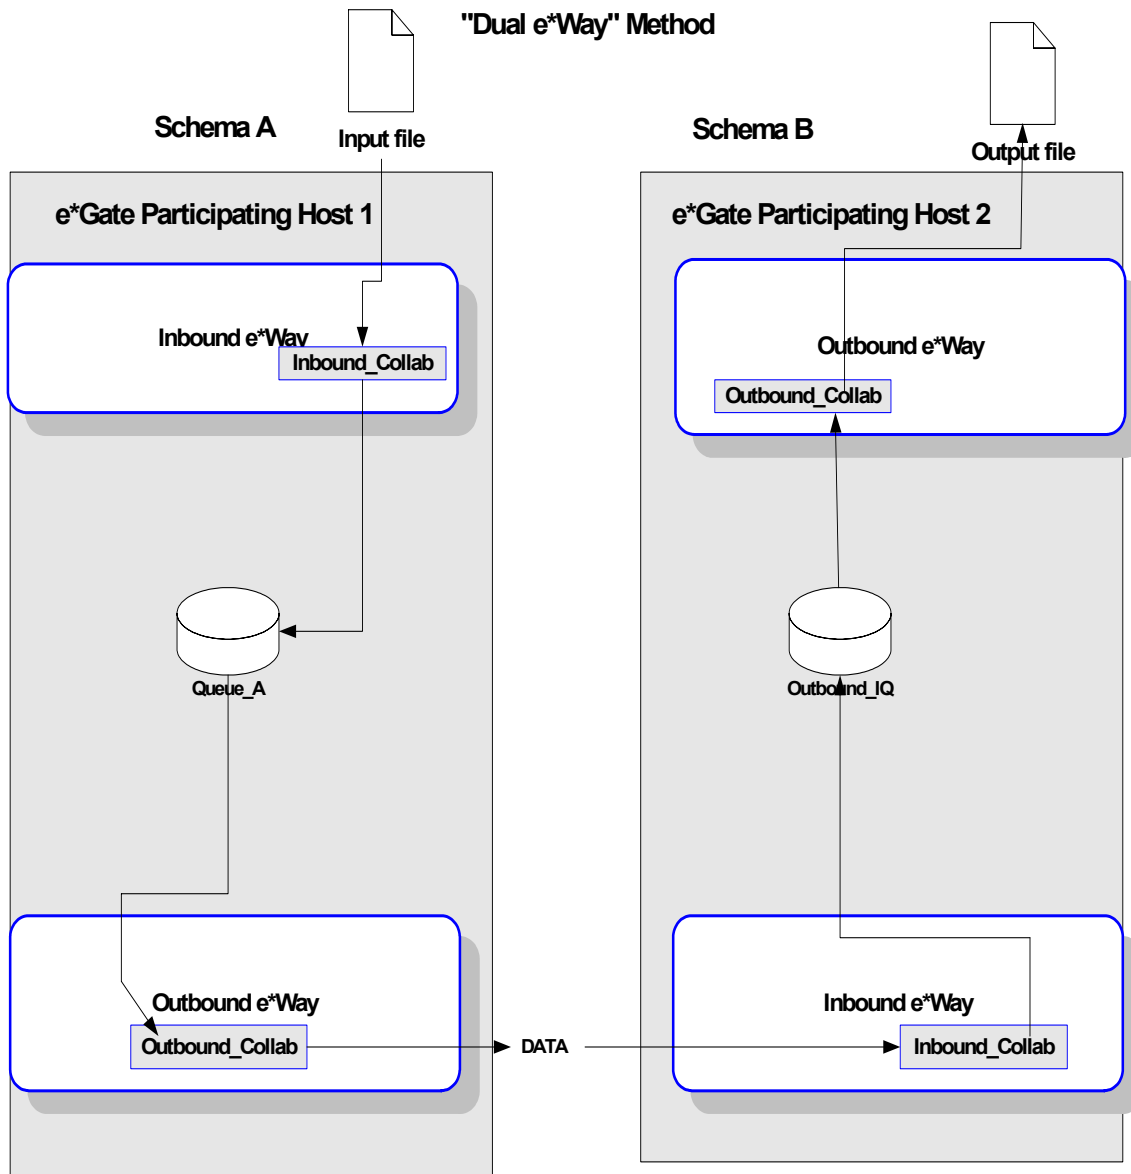 "Dual e*Way" Method
Schema A
Input file
Schema B
Output file
e*Gate Participating Host 1
e*Gate Participating Host 2
Inbound e*Way
Inbound_Collab
Outbound e*Way
Outbound_Collab
Queue_A
Outbound_IQ
Outbound e*Way
Outbound_Collab
DATA
Inbound e*Way
Inbound_Collab